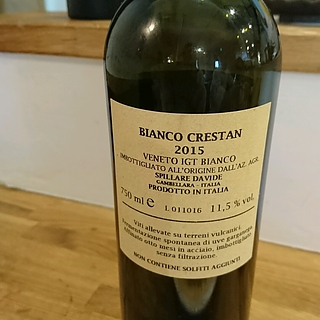 BIANCO CRESTAN
2015
VENETO IGT BIANCO
IMBOTTIGLIATO ALL'ORIGINE DALL'AZ. AGR.
SPILLARE DAVIDE
GAMBELLARA - ITALIA
PRODOTTO IN ITALIA
750 ml e L011016 11,5 % vol.
Viti allevate su terreni vulcanici.
Fermentazione spontanea di uve garganega,
affinato otto mesi in acciaio, imbottigliato
senza filtrazione.
NON CONTIENE SOLFITI AGGIUNTI